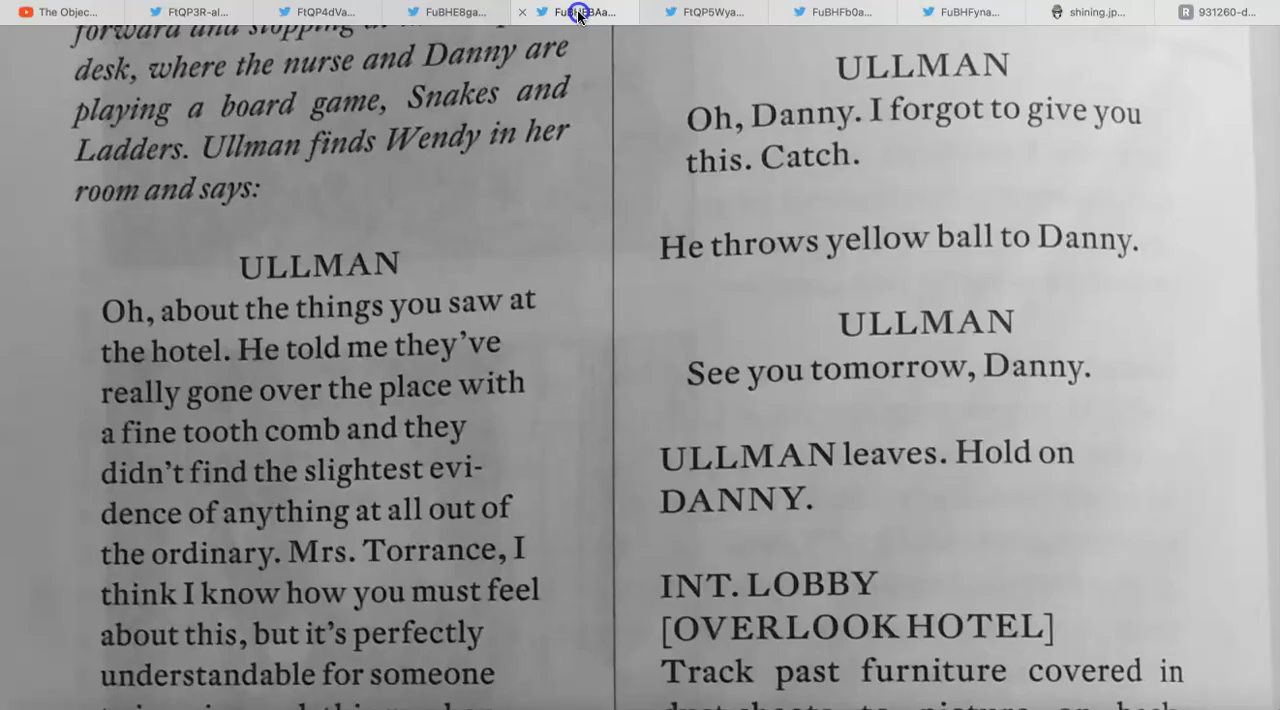 The Objec...
FtQP3R-al...
FtQP4dVa...
FuBHE8ga...
FtQP5Wya...
FuBHFb0a...
FuBHFyna...
shining.jp...
931260-d...
forward and stopping
desk, where the nurse and Danny are
playing a board game, Snakes and
Ladders. Ullman finds Wendy in her
room and says:
ULLMAN
Oh, about the things you saw at
the hotel. He told me they've
really gone over the place with
a fine tooth comb and they
didn't find the slightest evi-
dence of anything at all out of
the ordinary. Mrs. Torrance, I
think I know how you must feel
about this, but it's perfectly
understandable for someone
ULLMAN
Oh, Danny. I forgot to give you
this. Catch.
He throws yellow ball to Danny.
ULLMAN
See you tomorrow, Danny.
ULLMAN leaves. Hold on
DANNY.
INT. LOBBY
[OVERLOOK HOTEL]
Track past furniture covered in